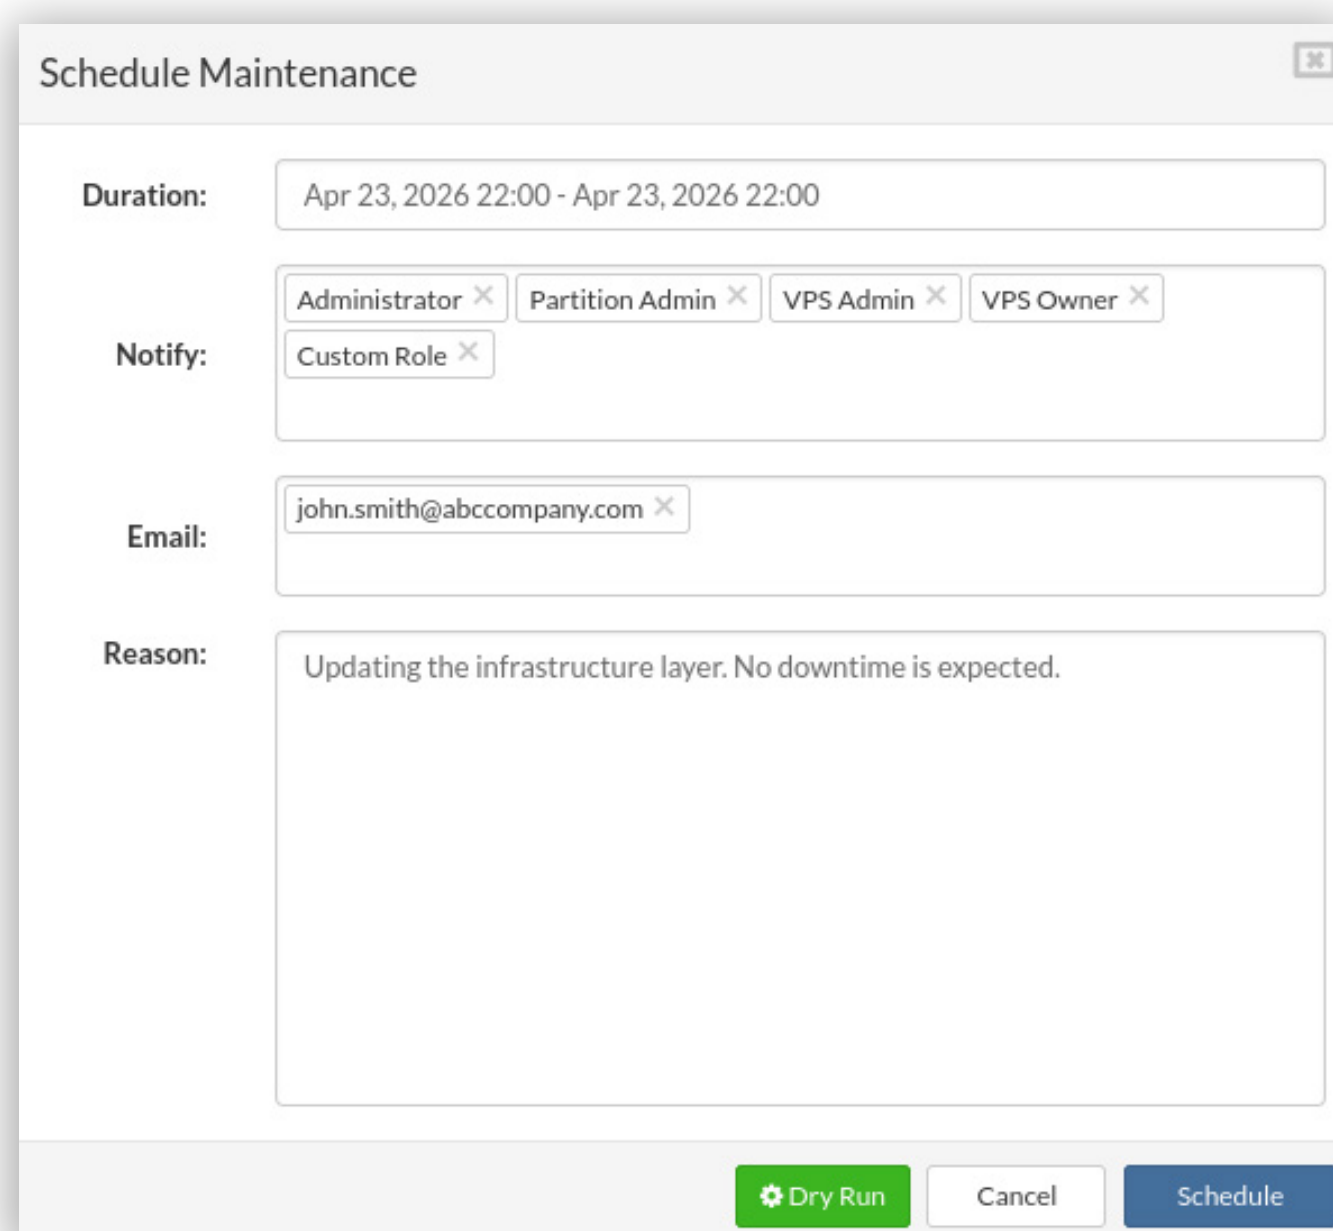 Schedule Maintenance
Duration: Apr 23, 2026 22:00 - Apr 23, 2026 22:00
Notify: Administrator Partition Admin VPS Admin VPS Owner
Custom Role
Email: john.smith@abccompany.com
Reason: Updating the infrastructure layer. No downtime is expected.
Dry Run Cancel Schedule